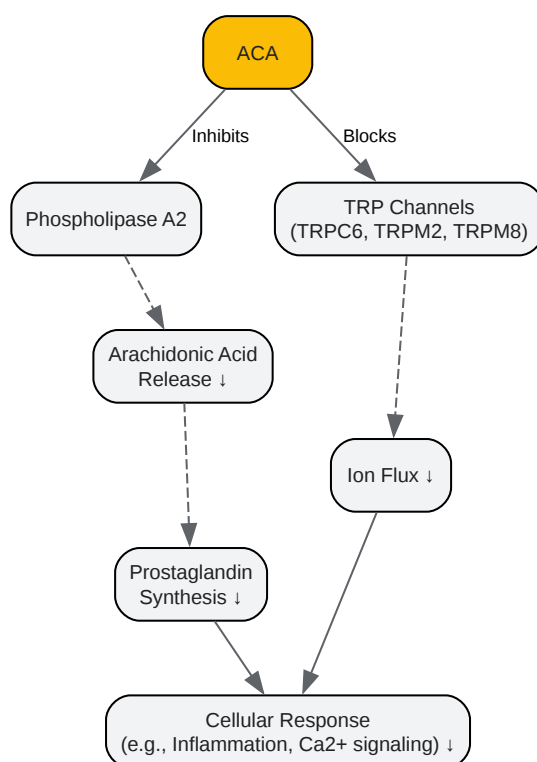 ACA
Inhibits
Blocks
Phospholipase A2
TRP Channels
(TRPC6, TRPM2, TRPM8)
Arachidonic Acid
Release ↓
Ion Flux ↓
Prostaglandin
Synthesis ↓
Cellular Response
(e.g., Inflammation, Ca2+ signaling) ↓